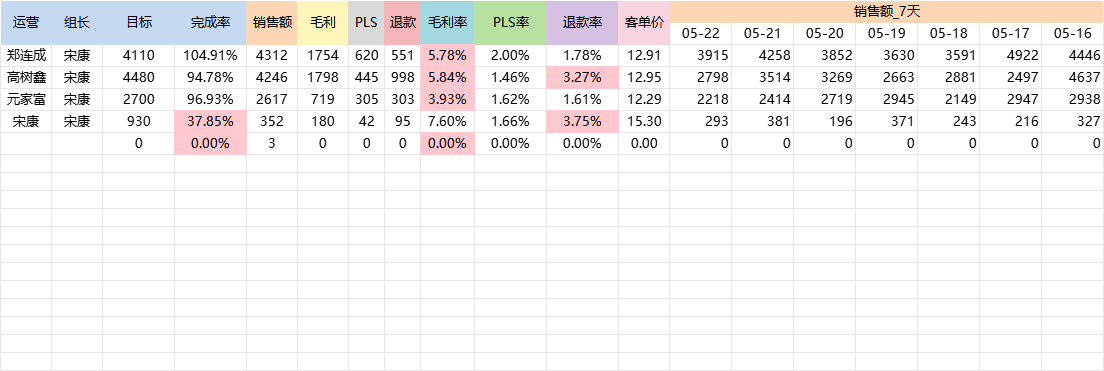 运营 组长 目标 完成率 销售额 毛利 PLS 退款 毛利率 PLS率 退款率 客单价 销售额_7天
05-22 05-21 05-20 05-19 05-18 05-17 05-16
郑连成 宋康 4110 104.91% 4312 1754 620 551 5.78% 2.00% 1.78% 12.91 3915 4258 3852 3630 3591 4922 4446
高树鑫 宋康 4480 94.78% 4246 1798 445 998 5.84% 1.46% 3.27% 12.95 2798 3514 3269 2663 2881 2497 4637
元家富 宋康 2700 96.93% 2617 719 305 303 3.93% 1.62% 1.61% 12.29 2218 2414 2719 2945 2149 2947 2938
宋康 宋康 930 37.85% 352 180 42 95 7.60% 1.66% 3.75% 15.30 293 381 196 371 243 216 327
0 0.00% 3 0 0 0 0.00% 0.00% 0.00% 0.00 0 0 0 0 0 0 0